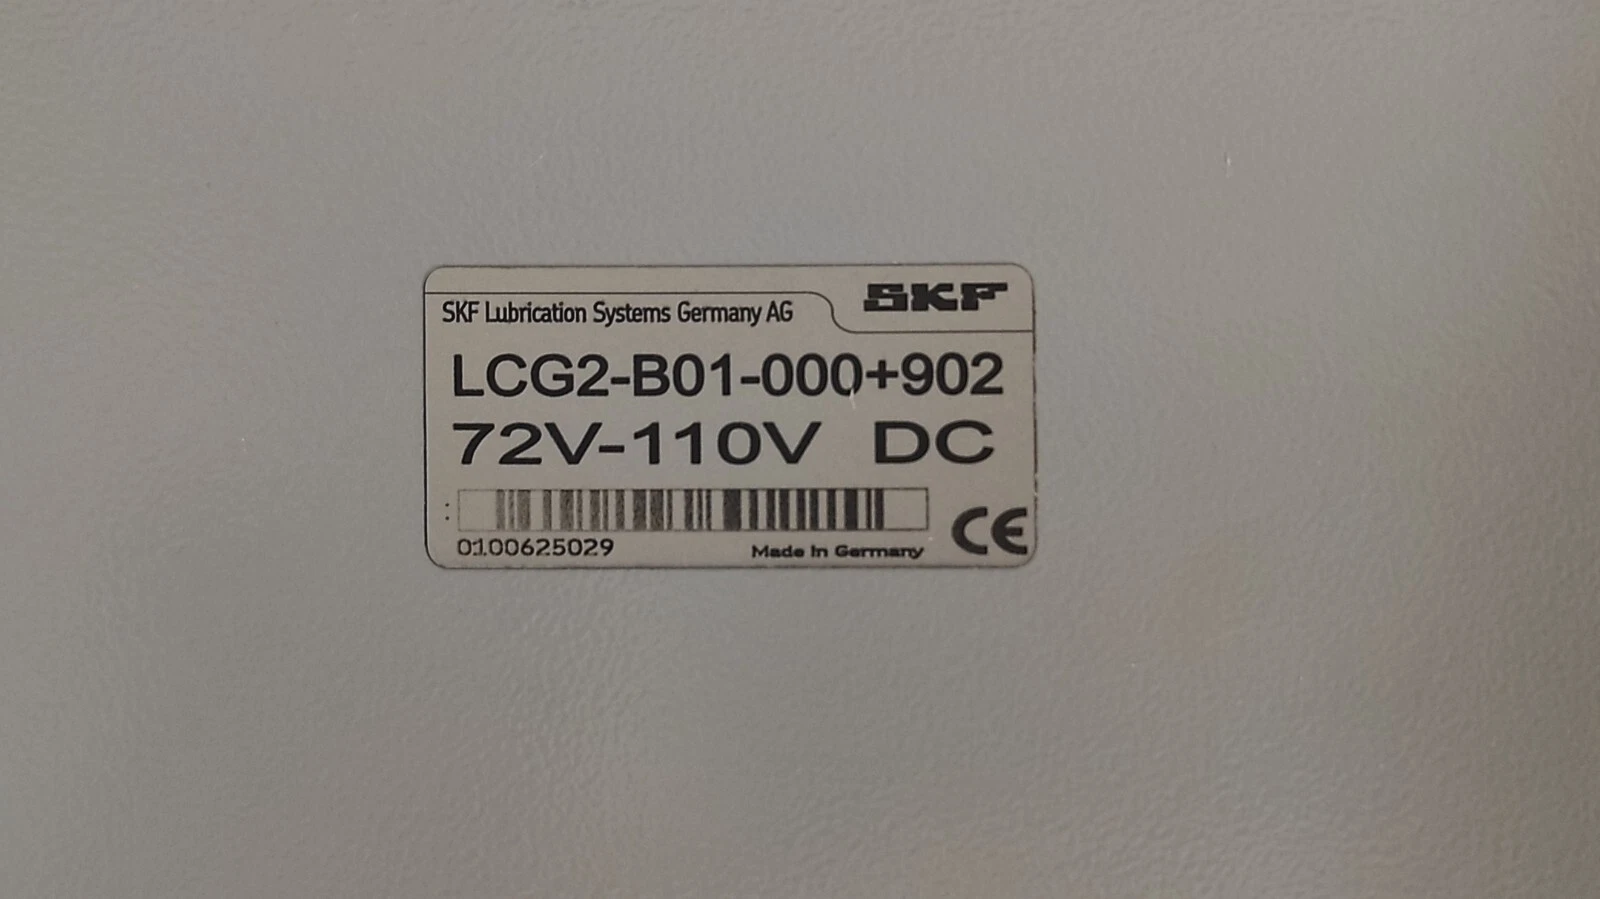 SKF Lubrication Systems Germany AG
SKF
LCG2-B01-000+902
72V-110V DC
:
0100625029
Made In Germany
CE